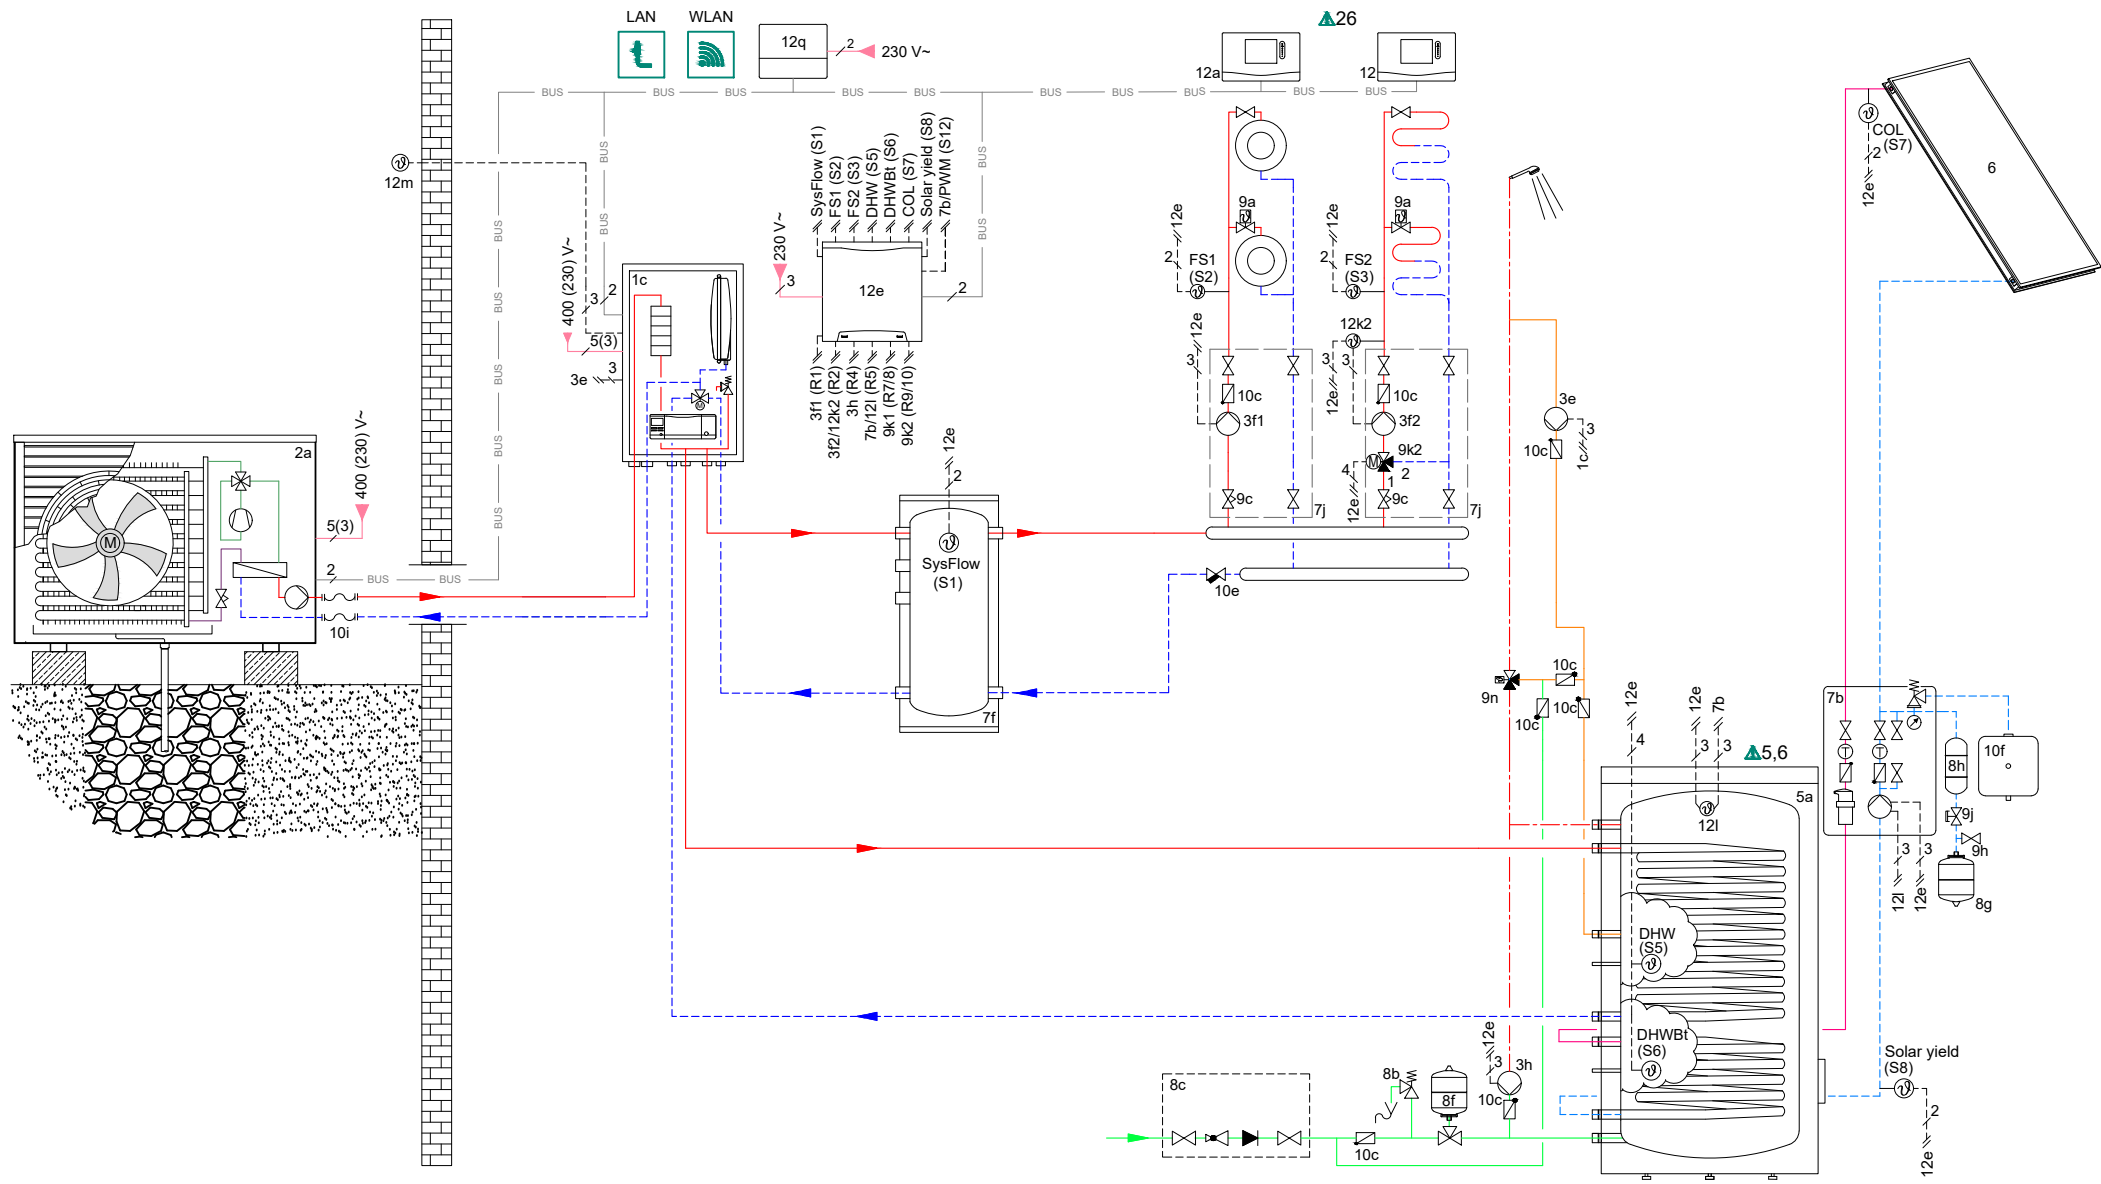 LAN
WLAN
12q
2
230 V~
26
12a
12
BUS
BUS
BUS
BUS
BUS
BUS
BUS
BUS
BUS
BUS
12m
BUS
BUS
BUS
BUS
BUS
BUS
BUS
SysFlow (S1)
FS1 (S2)
FS2 (S3)
DHW (S5)
DHWBt (S6)
COL (S7)
Solar yield (S8)
7b/PWM (S12)
230 V~
3
12e
2
3f1 (R1)
3f2/12k2 (R2)
3h (R4)
7b/12l (R5)
9k1 (R7/8)
9k2 (R9/10)
1c
400 (230) V~
3
2
5(3)
3
3e
12e
2
FS1
(S2)
9a
12e
2
FS2
(S3)
9a
12e
3
12k2
3
3
12e
10c
3f1
9c
7j
10c
3f2
9k2
4
1
2
12e
9c
7j
COL
(S7)
2
12e
6
3e
3
1c
10c
2a
400 (230) V~
5(3)
2
BUS
BUS
10i
M
12e
2
SysFlow
(S1)
7f
10e
9n
10c
10c
10c
12e
4
12e
3
7b
3
5,6
5a
12l
7b
T
T
3
12l
3
12e
8h
9j
9h
8g
10f
DHW
(S5)
DHWBt
(S6)
Solar yield
(S8)
2
12e
8c
8b
10c
8f
12e
3
3h
10c